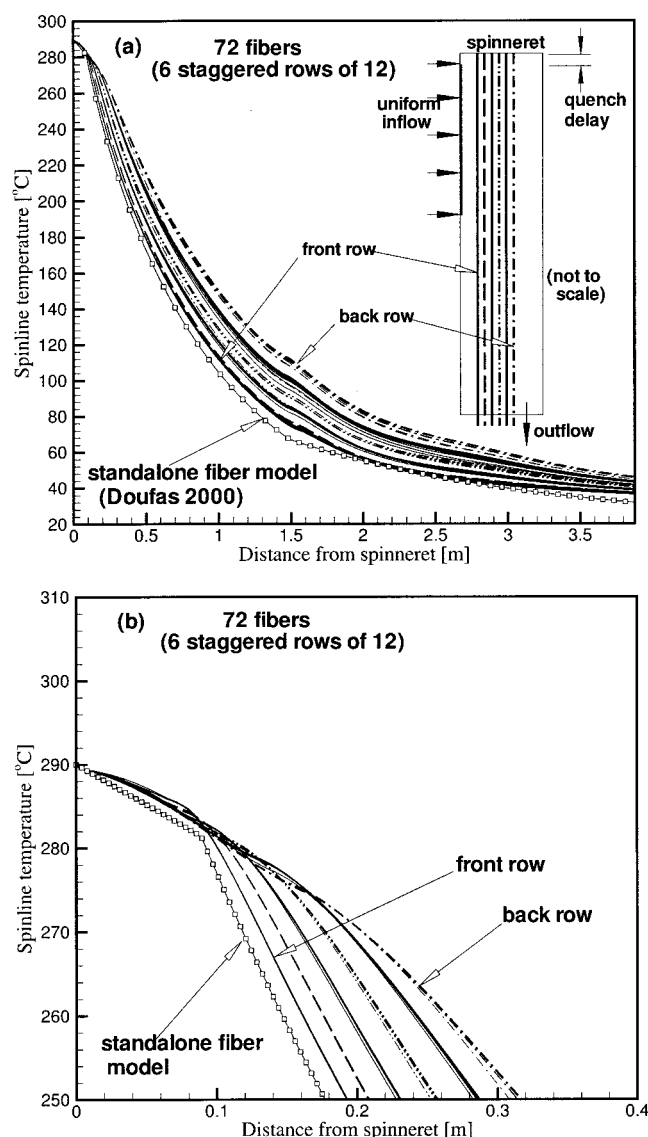 (a)
72 fibers
(6 staggered rows of 12)
spinneret
uniform
inflow
quench
delay
front row
back row
(not to
scale)
outflow
standalone fiber model
(Doufas 2000)
300
280
260
240
220
200
180
160
140
120
100
80
60
40
20
Spinline temperature [°C]
0
0.5
1
1.5
2
2.5
3
3.5
Distance from spinneret [m]
(b)
72 fibers
(6 staggered rows of 12)
front row
back row
standalone fiber
model
310
300
290
280
270
260
250
Spinline temperature [°C]
0
0.1
0.2
0.3
0.4
Distance from spinneret [m]